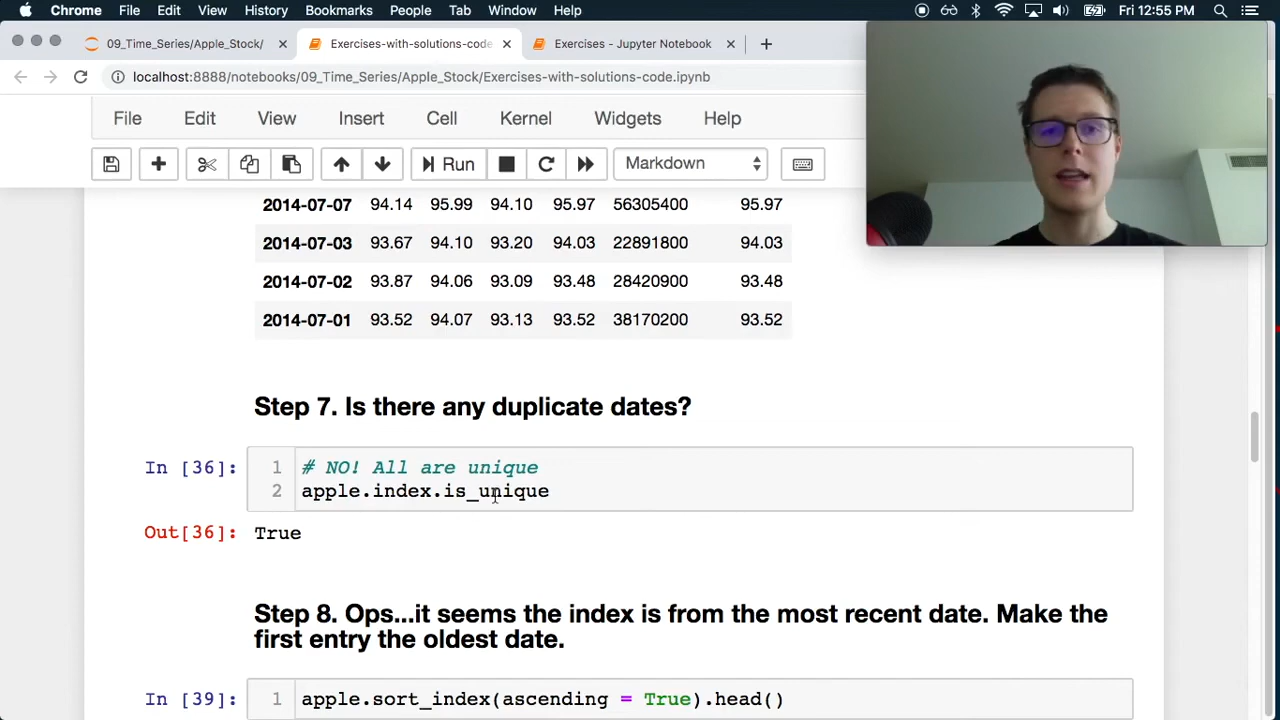 Chrome File Edit View History Bookmarks People Tab Window Help Fri 12:55 PM
09_Time_Series/Apple_Stock/ Exercises-with-solutions-code Exercises - Jupyter Notebook
localhost:8888/notebooks/09_Time_Series/Apple_Stock/Exercises-with-solutions-code.ipynb
File Edit View Insert Cell Kernel Widgets Help
Run Markdown
2014-07-07 94.14 95.99 94.10 95.97 56305400 95.97
2014-07-03 93.67 94.10 93.20 94.03 22891800 94.03
2014-07-02 93.87 94.06 93.09 93.48 28420900 93.48
2014-07-01 93.52 94.07 93.13 93.52 38170200 93.52
Step 7. Is there any duplicate dates?
In [36]: 1 # NO! All are unique
2 apple.index.is_unique
Out[36]: True
Step 8. Ops...it seems the index is from the most recent date. Make the
first entry the oldest date.
In [39]: 1 apple.sort_index(ascending = True).head()